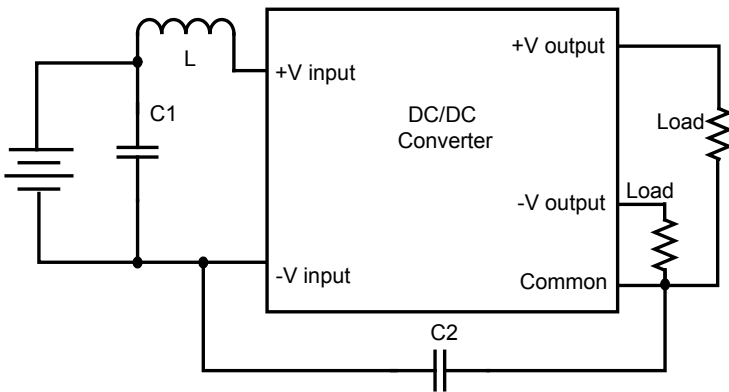 L
+V input
+V output
C1
DC/DC
Converter
Load
Load
-V output
-V input
Common
C2